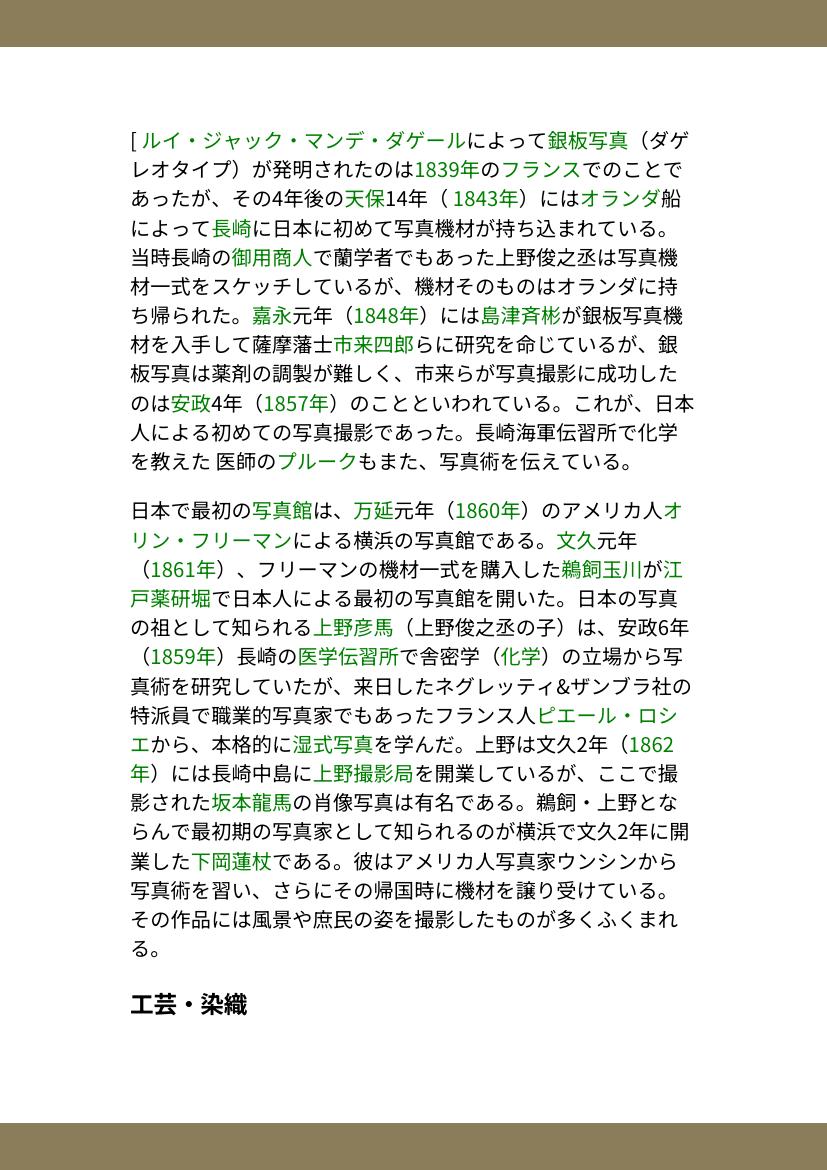 [ ルイ・ジャック・マンデ・ダゲールによって銀板写真（ダゲ
レオタイプ）が発明されたのは1839年のフランスでのことで
あったが、その4年後の天保14年（ 1843年）にはオランダ船
によって長崎に日本に初めて写真機材が持ち込まれている。
当時長崎の御用商人で蘭学者でもあった上野俊之丞は写真機
材一式をスケッチしているが、機材そのものはオランダに持
ち帰られた。嘉永元年（1848年）には島津斉彬が銀板写真機
材を入手して薩摩藩士市来四郎らに研究を命じているが、銀
板写真は薬剤の調製が難しく、市来らが写真撮影に成功した
のは安政4年（1857年）のことといわれている。これが、日本
人による初めての写真撮影であった。長崎海軍伝習所で化学
を教えた 医師のプルークもまた、写真術を伝えている。
日本で最初の写真館は、万延元年（1860年）のアメリカ人オ
リン・フリーマンによる横浜の写真館である。文久元年
（1861年）、フリーマンの機材一式を購入した鵜飼玉川が江
戸薬研堀で日本人による最初の写真館を開いた。日本の写真
の祖として知られる上野彦馬（上野俊之丞の子）は、安政6年
（1859年）長崎の医学伝習所で舎密学（化学）の立場から写
真術を研究していたが、来日したネグレッティ&ザンブラ社の
特派員で職業的写真家でもあったフランス人ピエール・ロシ
エから、本格的に湿式写真を学んだ。上野は文久2年（1862
年）には長崎中島に上野撮影局を開業しているが、ここで撮
影された坂本龍馬の肖像写真は有名である。鵜飼・上野とな
らんで最初期の写真家として知られるのが横浜で文久2年に開
業した下岡蓮杖である。彼はアメリカ人写真家ウンシンから
写真術を習い、さらにその帰国時に機材を譲り受けている。
その作品には風景や庶民の姿を撮影したものが多くふくまれ
る。
工芸・染織